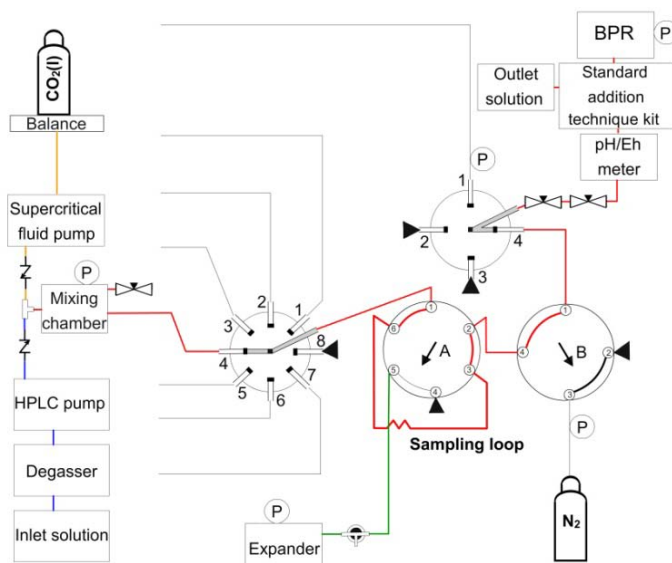 CO₂(l)
Balance
Supercritical
fluid pump
P
Mixing
chamber
HPLC pump
Degasser
Inlet solution
1
2
3
4
5
6
7
8
P
Expander
1
2
3
4
5
6
A
Sampling loop
P
1
2
3
4
1
2
3
4
B
P
N₂
BPR
P
Outlet
solution
Standard
addition
technique kit
pH/Eh
meter